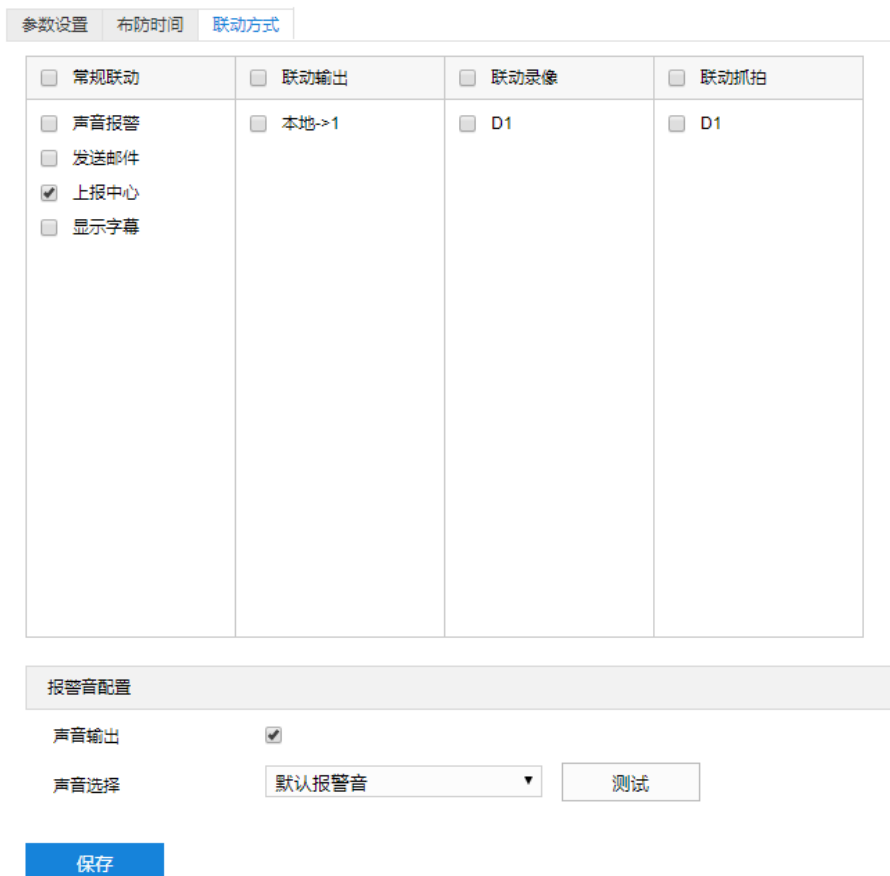 参数设置 布防时间 联动方式
常规联动 联动输出 联动录像 联动抓拍
声音报警 本地->1 D1 D1
发送邮件
上报中心
显示字幕
报警音配置
声音输出
声音选择 默认报警音 测试
保存